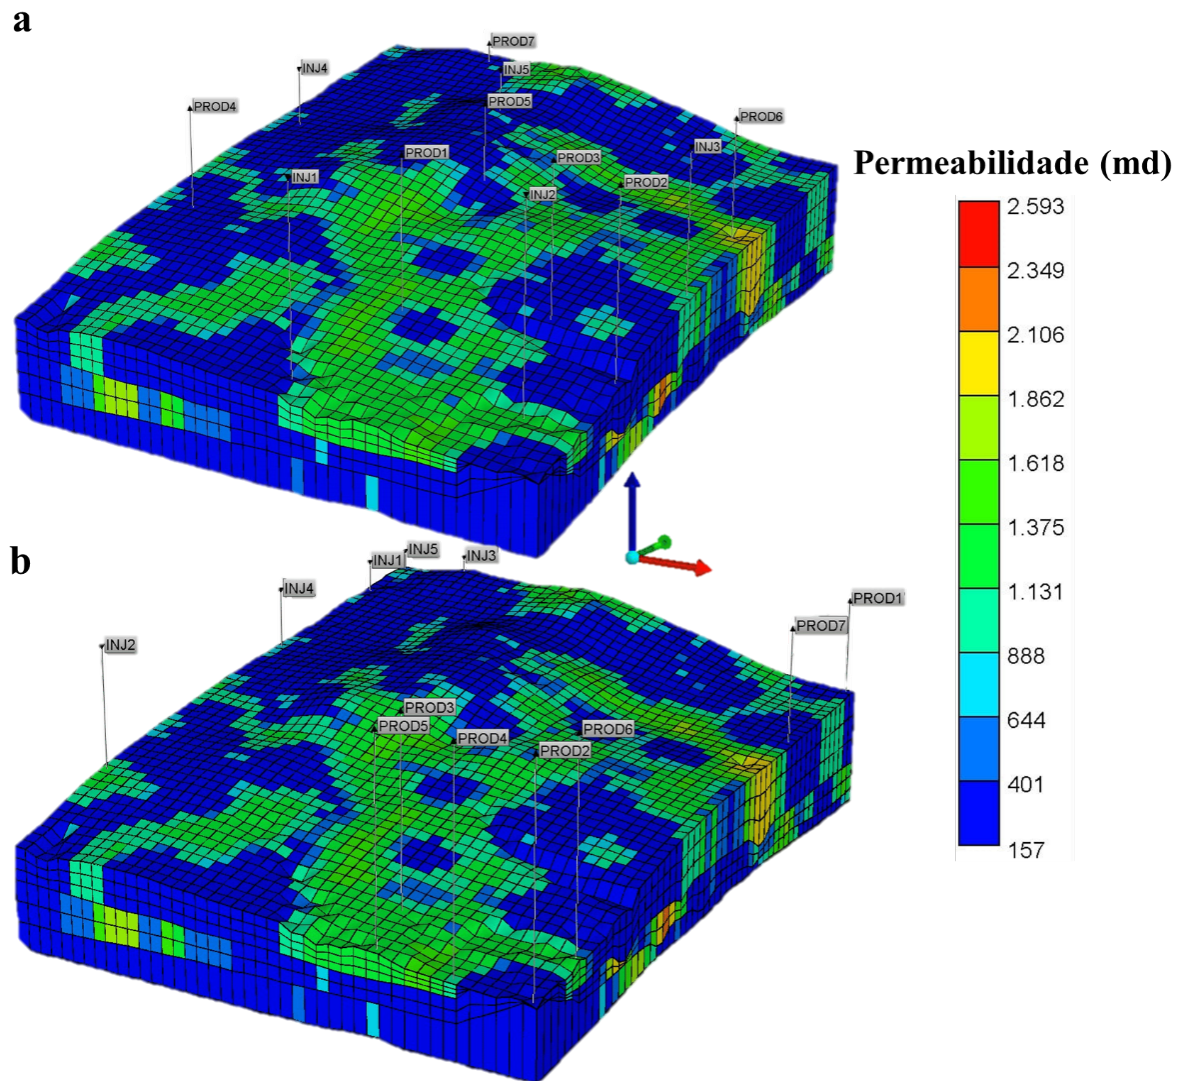 a
PROD7
INJ4
INJ5
PROD4
PROD5
PROD6
PROD1
INJ3
PROD3
INJ1
PROD2
INJ2
Permeabilidade (md)
2.593
2.349
2.106
1.862
1.618
1.375
1.131
888
644
401
157
b
INJ5
INJ1
INJ3
INJ4
PROD1
PROD7
INJ2
PROD3
PROD5
PROD6
PROD4
PROD2